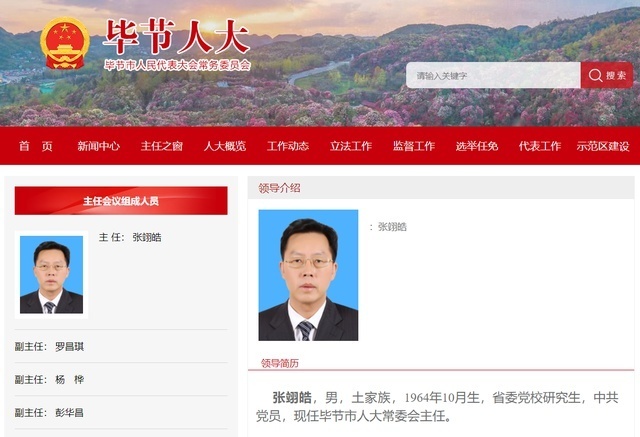 毕节人大
毕节市人民代表大会常务委员会
请输入关键字
搜索
首 页 新闻中心 主任之窗 人大概览 工作动态 立法工作 监督工作 选举任免 代表工作 示范区建设
主任会议组成人员
主 任： 张翊皓
副主任： 罗昌琪
副主任： 杨 桦
副主任： 彭华昌
领导介绍
：张翊皓
领导简历
张翊皓，男，土家族，1964年10月生，省委党校研究生，中共
党员，现任毕节市人大常委会主任。